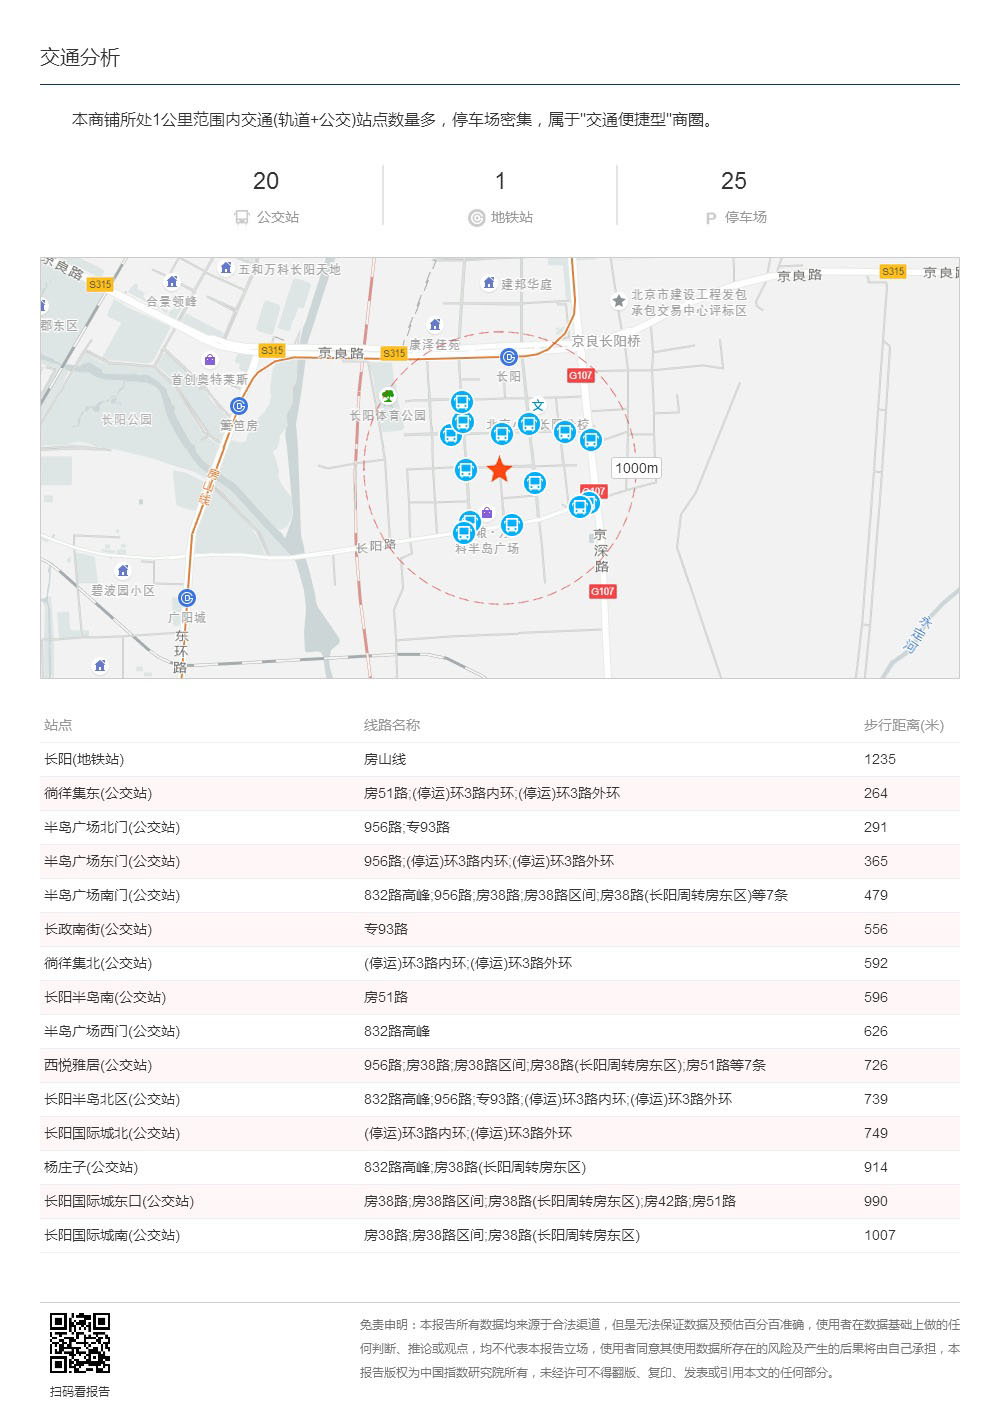 交通分析
本商铺所处1公里范围内交通(轨道+公交)站点数量多，停车场密集，属于"交通便捷型"商圈。
20
1
25
公交站
地铁站
P 停车场
京良路
S315
五和万科长阳天地
合景领峰
郡东区
建邦华庭
北京市建设工程发包
承包交易中心评标区
京良路
S315
京良路
S315
京良路
S315
康泽佳苑
京良长阳桥
长阳
G107
首创奥特莱斯
长阳公园
篱笆房
长阳体育公园
文
1000m
G107
房山线
长阳路
科半岛广场
京深路
G107
碧波园小区
广阳城
东环路
永定河
站点 线路名称 步行距离(米)
长阳(地铁站) 房山线 1235
徜徉集东(公交站) 房51路;(停运)环3路内环;(停运)环3路外环 264
半岛广场北门(公交站) 956路;专93路 291
半岛广场东门(公交站) 956路;(停运)环3路内环;(停运)环3路外环 365
半岛广场南门(公交站) 832路高峰;956路;房38路;房38路区间;房38路(长阳周转房东区)等7条 479
长政南街(公交站) 专93路 556
徜徉集北(公交站) (停运)环3路内环;(停运)环3路外环 592
长阳半岛南(公交站) 房51路 596
半岛广场西门(公交站) 832路高峰 626
西悦雅居(公交站) 956路;房38路;房38路区间;房38路(长阳周转房东区);房51路等7条 726
长阳半岛北区(公交站) 832路高峰;956路;专93路;(停运)环3路内环;(停运)环3路外环 739
长阳国际城北(公交站) (停运)环3路内环;(停运)环3路外环 749
杨庄子(公交站) 832路高峰;房38路(长阳周转房东区) 914
长阳国际城东口(公交站) 房38路;房38路区间;房38路(长阳周转房东区);房42路;房51路 990
长阳国际城南(公交站) 房38路;房38路区间;房38路(长阳周转房东区) 1007
扫码看报告
免责申明：本报告所有数据均来源于合法渠道，但是无法保证数据及预估百分百准确，使用者在数据基础上做的任
何判断、推论或观点，均不代表本报告立场，使用者同意其使用数据所存在的风险及产生的后果将由自己承担，本
报告版权为中国指数研究院所有，未经许可不得翻版、复印、发表或引用本文的任何部分。